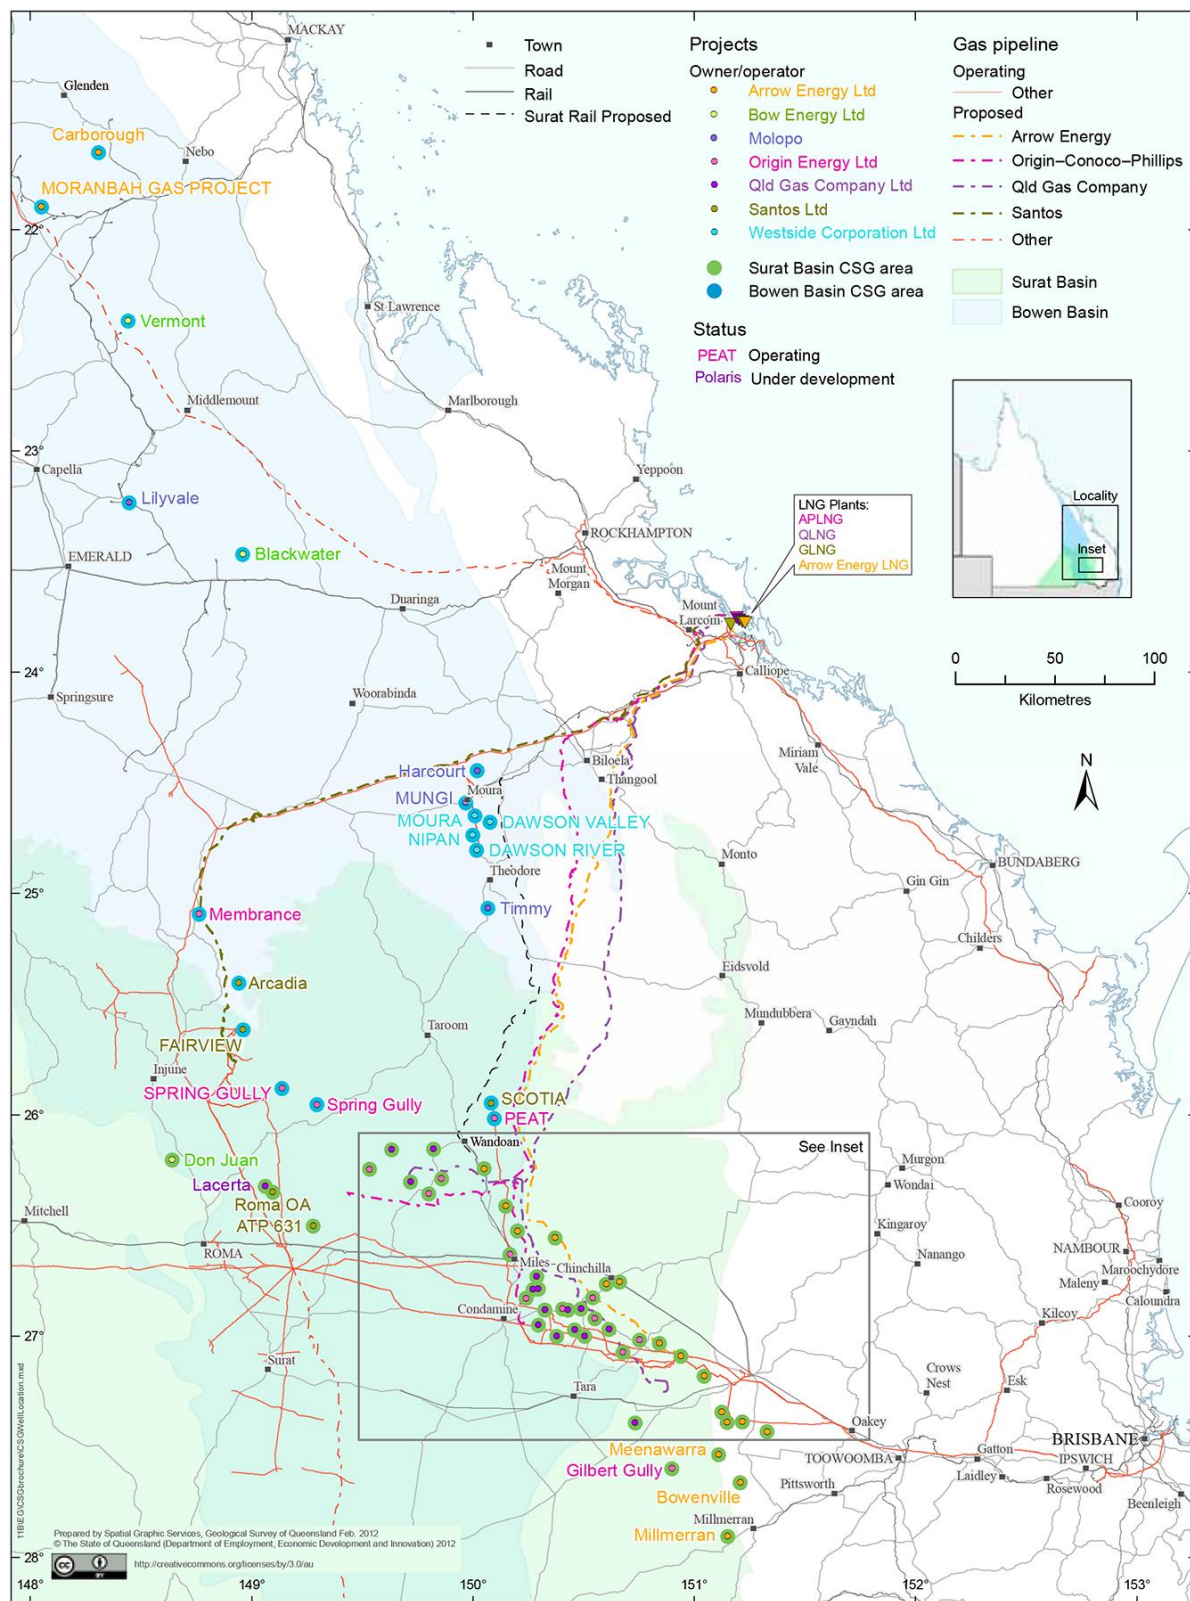 MACKAY
Glenden
Carborough
Nebo
MORANBAH GAS PROJECT
22°
St Lawrence
Vermont
Middlemount
Marlborough
23°
Capella
Yeppoon
Lilyvale
ROCKHAMPTON
EMERALD
Blackwater
Mount
Morgan
Duaringa
Mount
Larcom
24°
Calliope
Springsure
Woorabinda
Miriam
Vale
Harcourt
Biloela
Thangool
MUNGI
Moura
MOURA
DAWSON VALLEY
NIPAN
DAWSON RIVER
Monto
BUNDABERG
Theodore
25°
Gin Gin
Membrance
Timmy
Childers
Arcadia
Eidsvold
FAIRVIEW
Taroom
Mundubbera
Gayndah
Injune
SPRING GULLY
Spring Gully
SCOTIA
PEAT
26°
Wandoan
See Inset
Don Juan
Murgon
Lacerta
Wondai
Roma OA
ATP 631
Mitchell
Cooroy
Kingaroy
ROMA
Nanango
NAMBOUR
Miles
Chinchilla
Maroochydore
Maleny
Caloundra
Condamine
Kilcoy
27°
Surat
Tara
Crows
Nest
Esk
Oakey
BRISBANE
Meenawarra
Gatton
TOOWOOMBA
IPSWICH
Gilbert Gully
Laidley
Rosewood
Pittsworth
Bowenville
Beenleigh
Millmerran
Millmerran
28°
148°
149°
150°
151°
152°
153°
Town
Road
Rail
Surat Rail Proposed
Projects
Owner/operator
Arrow Energy Ltd
Bow Energy Ltd
Molopo
Origin Energy Ltd
Qld Gas Company Ltd
Santos Ltd
Westside Corporation Ltd
Surat Basin CSG area
Bowen Basin CSG area
Status
PEAT Operating
Polaris Under development
Gas pipeline
Operating
Other
Proposed
Arrow Energy
Origin–Conoco–Phillips
Qld Gas Company
Santos
Other
Surat Basin
Bowen Basin
Locality
Inset
0 50 100
Kilometres
N
LNG Plants:
APLNG
QLNG
GLNG
Arrow Energy LNG
Prepared by Spatial Graphic Services, Geological Survey of Queensland Feb. 2012
© The State of Queensland (Department of Employment, Economic Development and Innovation) 2012
cc
BY
http://creativecommons.org/licenses/by/3.0/au